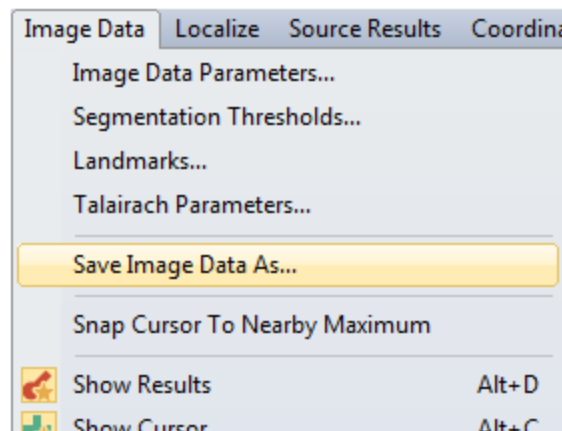 Image Data Localize Source Results Coordina
Image Data Parameters...
Segmentation Thresholds...
Landmarks...
Talairach Parameters...
Save Image Data As...
Snap Cursor To Nearby Maximum
Show Results Alt+D
Show Cursor Alt+C